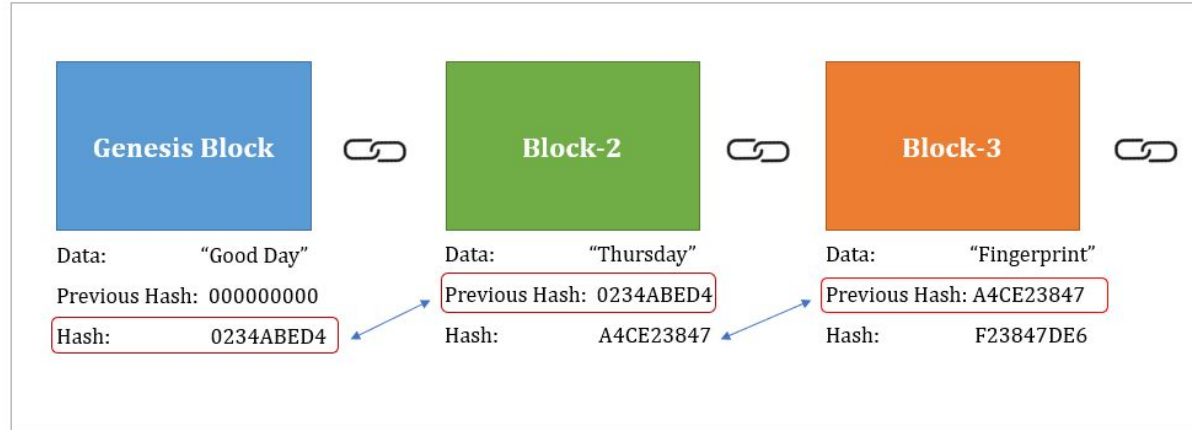 Genesis Block
Data: “Good Day”
Previous Hash: 000000000
Hash: 0234ABED4
Block-2
Data: “Thursday”
Previous Hash: 0234ABED4
Hash: A4CE23847
Block-3
Data: “Fingerprint”
Previous Hash: A4CE23847
Hash: F23847DE6